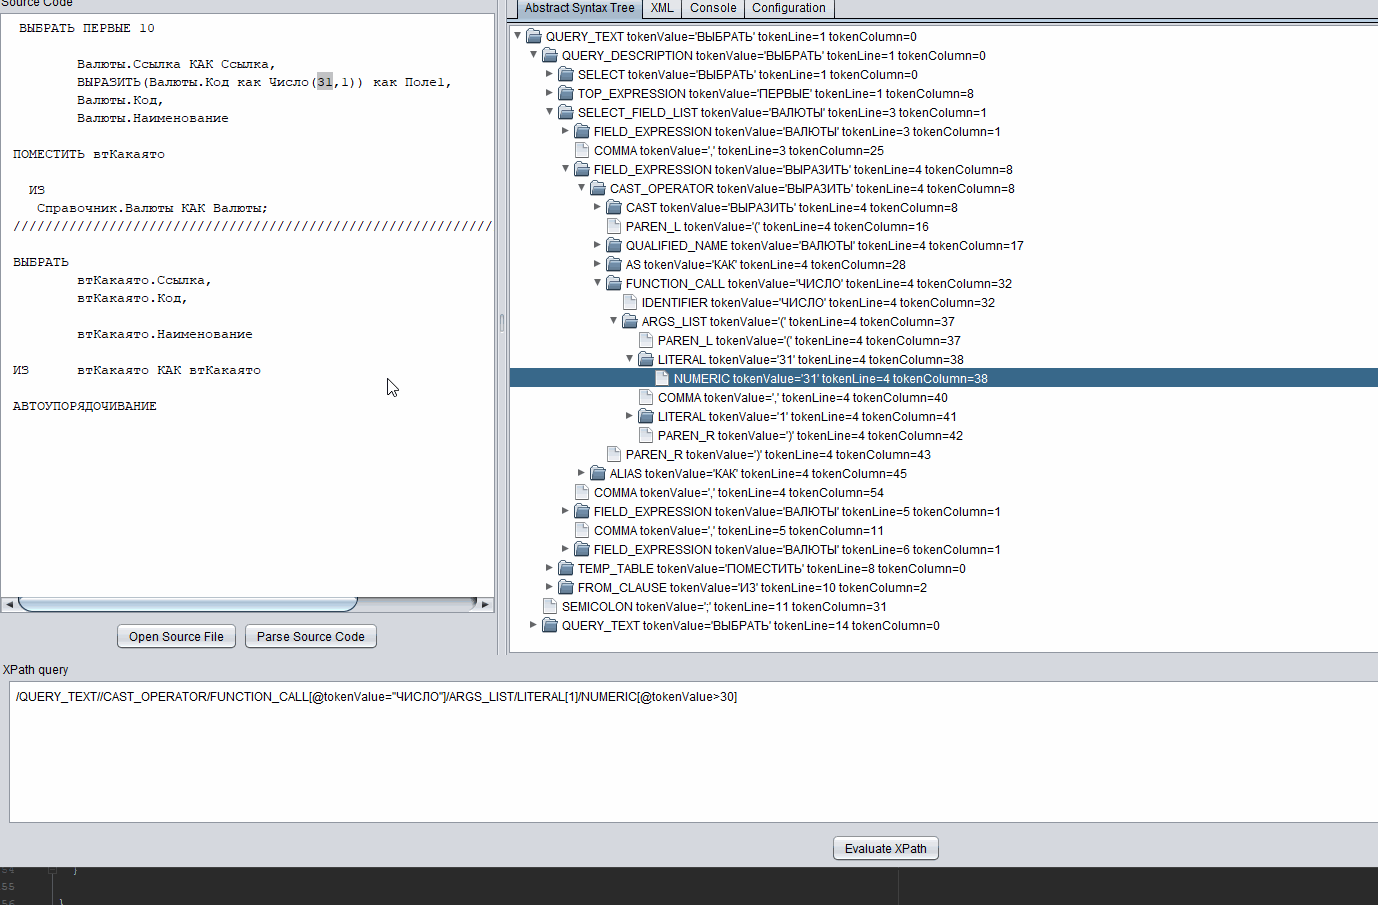 Source Code
ВЫБРАТЬ ПЕРВЫЕ 10
Валюты.Ссылка КАК Ссылка,
ВЫРАЗИТЬ(Валюты.Код как Число(31,1)) как Поле1,
Валюты.Код,
Валюты.Наименование
ПОМЕСТИТЬ втКакаято
ИЗ
Справочник.Валюты КАК Валюты;
////////////////////////////////////////////////////////////
ВЫБРАТЬ
втКакаято.Ссылка,
втКакаято.Код,
втКакаято.Наименование
ИЗ втКакаято КАК втКакаято
АВТОУПОРЯДОЧИВАНИЕ
Open Source File Parse Source Code
Abstract Syntax Tree XML Console Configuration
QUERY_TEXT tokenValue='ВЫБРАТЬ' tokenLine=1 tokenColumn=0
QUERY_DESCRIPTION tokenValue='ВЫБРАТЬ' tokenLine=1 tokenColumn=0
SELECT tokenValue='ВЫБРАТЬ' tokenLine=1 tokenColumn=0
TOP_EXPRESSION tokenValue='ПЕРВЫЕ' tokenLine=1 tokenColumn=8
SELECT_FIELD_LIST tokenValue='ВАЛЮТЫ' tokenLine=3 tokenColumn=1
FIELD_EXPRESSION tokenValue='ВАЛЮТЫ' tokenLine=3 tokenColumn=1
COMMA tokenValue=',' tokenLine=3 tokenColumn=25
FIELD_EXPRESSION tokenValue='ВЫРАЗИТЬ' tokenLine=4 tokenColumn=8
CAST_OPERATOR tokenValue='ВЫРАЗИТЬ' tokenLine=4 tokenColumn=8
CAST tokenValue='ВЫРАЗИТЬ' tokenLine=4 tokenColumn=8
PAREN_L tokenValue='(' tokenLine=4 tokenColumn=16
QUALIFIED_NAME tokenValue='ВАЛЮТЫ' tokenLine=4 tokenColumn=17
AS tokenValue='КАК' tokenLine=4 tokenColumn=28
FUNCTION_CALL tokenValue='ЧИСЛО' tokenLine=4 tokenColumn=32
IDENTIFIER tokenValue='ЧИСЛО' tokenLine=4 tokenColumn=32
ARGS_LIST tokenValue='(' tokenLine=4 tokenColumn=37
PAREN_L tokenValue='(' tokenLine=4 tokenColumn=37
LITERAL tokenValue='31' tokenLine=4 tokenColumn=38
NUMERIC tokenValue='31' tokenLine=4 tokenColumn=38
COMMA tokenValue=',' tokenLine=4 tokenColumn=40
LITERAL tokenValue='1' tokenLine=4 tokenColumn=41
PAREN_R tokenValue=')' tokenLine=4 tokenColumn=42
PAREN_R tokenValue=')' tokenLine=4 tokenColumn=43
ALIAS tokenValue='КАК' tokenLine=4 tokenColumn=45
COMMA tokenValue=',' tokenLine=4 tokenColumn=54
FIELD_EXPRESSION tokenValue='ВАЛЮТЫ' tokenLine=5 tokenColumn=1
COMMA tokenValue=',' tokenLine=5 tokenColumn=11
FIELD_EXPRESSION tokenValue='ВАЛЮТЫ' tokenLine=6 tokenColumn=1
TEMP_TABLE tokenValue='ПОМЕСТИТЬ' tokenLine=8 tokenColumn=0
FROM_CLAUSE tokenValue='ИЗ' tokenLine=10 tokenColumn=2
SEMICOLON tokenValue=';' tokenLine=11 tokenColumn=31
QUERY_TEXT tokenValue='ВЫБРАТЬ' tokenLine=14 tokenColumn=0
XPath query
/QUERY_TEXT//CAST_OPERATOR/FUNCTION_CALL[@tokenValue="ЧИСЛО"]/ARGS_LIST/LITERAL[1]/NUMERIC[@tokenValue>30]
Evaluate XPath
54 }
55
56 }